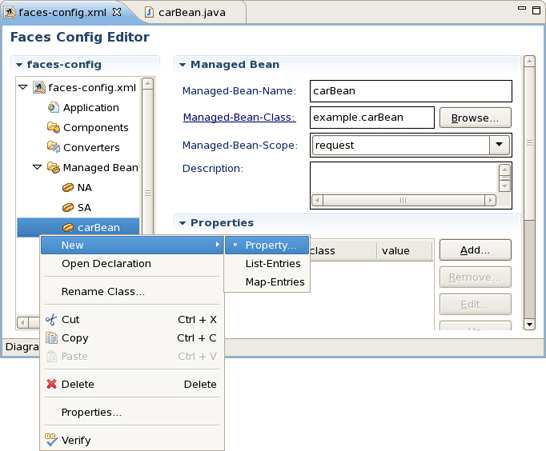 faces-config.xml
carBean.java
Faces Config Editor
faces-config
faces-config.xml
Application
Components
Converters
Managed Bean
NA
SA
carBean
Managed Bean
Managed-Bean-Name: carBean
Managed-Bean-Class: example.carBean Browse...
Managed-Bean-Scope: request
Description:
Properties
class value
Add...
Remove...
Edit...
New
Open Declaration
Rename Class...
Cut Ctrl + X
Copy Ctrl + C
Paste Ctrl + V
Delete Delete
Properties...
Verify
Property...
List-Entries
Map-Entries